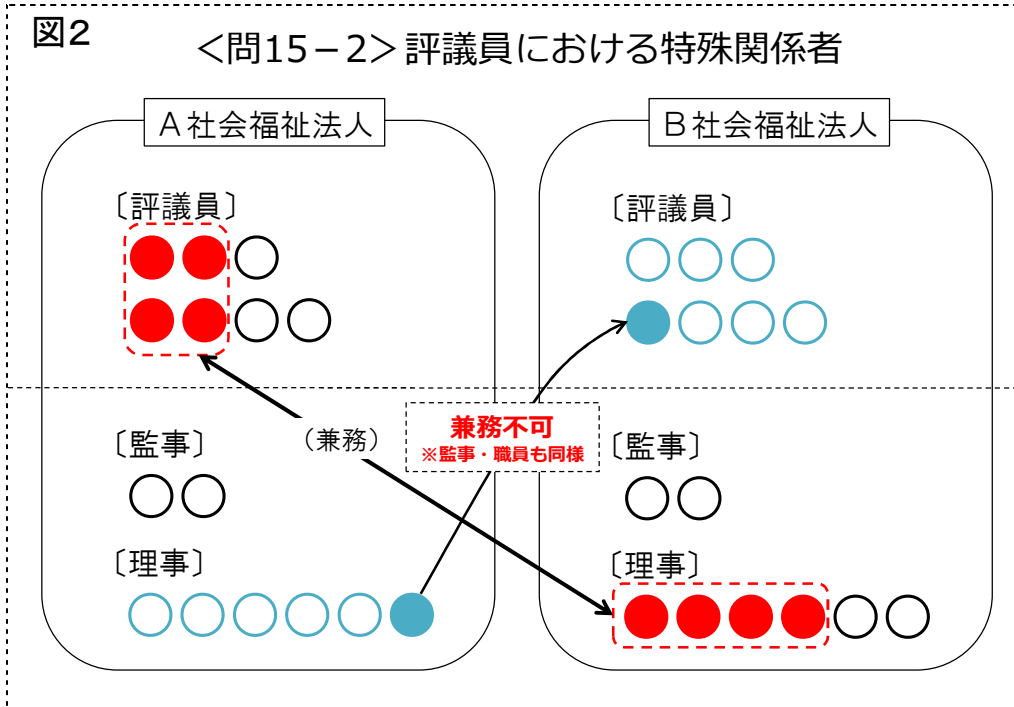 図2
＜問15－2＞評議員における特殊関係者
A社会福祉法人
B社会福祉法人
〔評議員〕
〔評議員〕
兼務不可
※監事・職員も同様
（兼務）
〔監事〕
〔監事〕
〔理事〕
〔理事〕